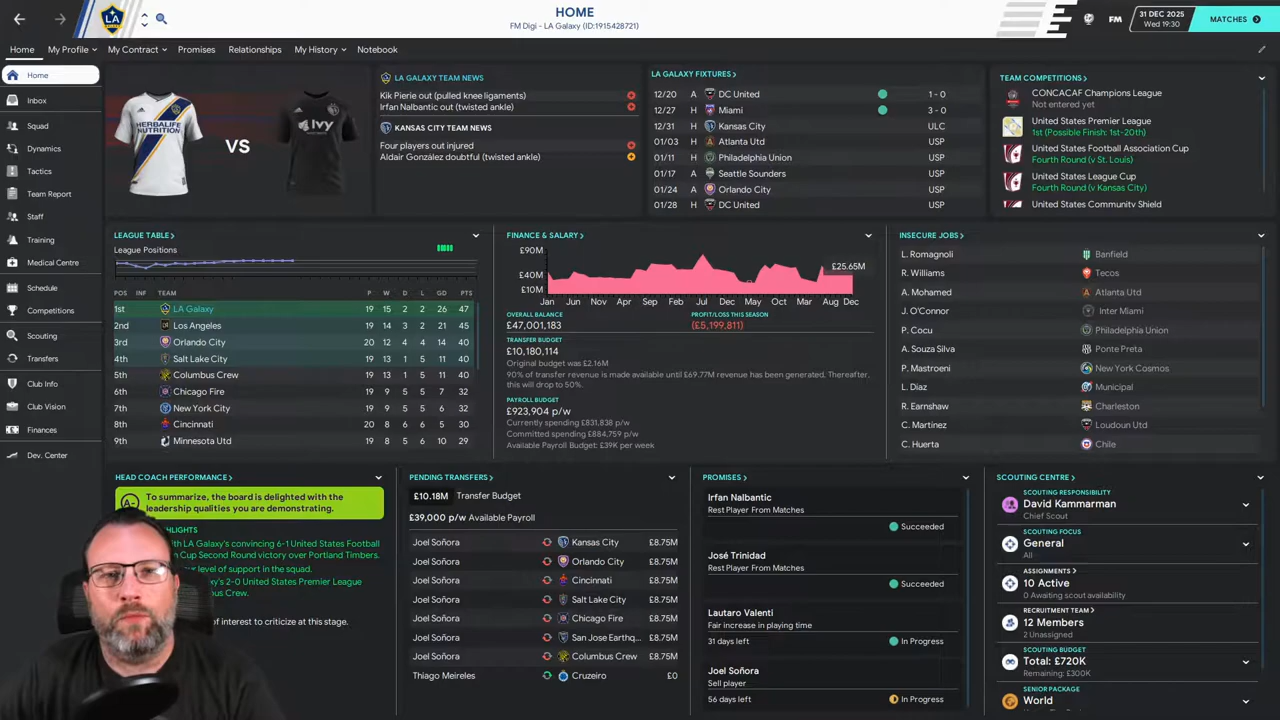 HOME
FM Digi - LA Galaxy (ID:1915428721)
FM
31 DEC 2025
Wed 19:30
MATCHES
Home
My Profile
My Contract
Promises
Relationships
My History
Notebook
Home
Inbox
Squad
Dynamics
Tactics
Team Report
Staff
Training
Medical Centre
Schedule
Competitions
Scouting
Transfers
Club Info
Club Vision
Finances
Dev. Center
HERBALIFE
NUTRITION
VS
Ivy
LA GALAXY TEAM NEWS
Kik Pierie out (pulled knee ligaments)
Irfan Nalbantic out (twisted ankle)
KANSAS CITY TEAM NEWS
Four players out injured
Aldair González doubtful (twisted ankle)
LA GALAXY FIXTURES
12/20 A DC United 1 - 0
12/27 H Miami 3 - 0
12/31 H Kansas City ULC
01/03 H Atlanta Utd USP
01/11 H Philadelphia Union USP
01/17 A Seattle Sounders USP
01/24 A Orlando City USP
01/28 H DC United USP
TEAM COMPETITIONS
CONCACAF Champions League
Not entered yet
United States Premier League
1st (Possible Finish: 1st-20th)
United States Football Association Cup
Fourth Round (v St. Louis)
United States League Cup
Fourth Round (v Kansas City)
United States Community Shield
LEAGUE TABLE
League Positions
POS INF TEAM P W D L GD PTS
1st LA Galaxy 19 15 2 2 26 47
2nd Los Angeles 19 14 3 2 21 45
3rd Orlando City 20 12 4 4 14 40
4th Salt Lake City 19 13 1 5 11 40
5th Columbus Crew 19 13 1 5 11 40
6th Chicago Fire 19 9 5 5 7 32
7th New York City 19 9 5 5 6 32
8th Cincinnati 20 8 6 6 5 30
9th Minnesota Utd 19 8 5 6 10 29
FINANCE & SALARY
£90M
£40M
£10M
£25.65M
Jan Jun Nov Apr Sep Feb Jul Dec May Oct Mar Aug Dec
OVERALL BALANCE
£47,001,183
PROFIT/LOSS THIS SEASON
(£5,199,811)
TRANSFER BUDGET
£10,180,114
Original budget was £2.16M
90% of transfer revenue is made available until £69.77M revenue has been generated. Thereafter,
this will drop to 50%.
PAYROLL BUDGET
£923,904 p/w
Currently spending £831,838 p/w
Committed spending £884,759 p/w
Available Payroll Budget: £39K per week
INSECURE JOBS
L. Romagnoli Banfield
R. Williams Tecos
A. Mohamed Atlanta Utd
J. O'Connor Inter Miami
P. Cocu Philadelphia Union
A. Souza Silva Ponte Preta
P. Mastroeni New York Cosmos
L. Diaz Municipal
R. Earnshaw Charleston
C. Martinez Loudoun Utd
C. Huerta Chile
HEAD COACH PERFORMANCE
A-
To summarize, the board is delighted with the
leadership qualities you are demonstrating.
HIGHLIGHTS
LA Galaxy's convincing 6-1 United States Football
Cup Second Round victory over Portland Timbers.
level of support in the squad.
2-0 United States Premier League
Crew.
of interest to criticize at this stage.
PENDING TRANSFERS
£10.18M Transfer Budget
£39,000 p/w Available Payroll
Joel Soñora Kansas City £8.75M
Joel Soñora Orlando City £8.75M
Joel Soñora Cincinnati £8.75M
Joel Soñora Salt Lake City £8.75M
Joel Soñora Chicago Fire £8.75M
Joel Soñora San Jose Earthq... £8.75M
Joel Soñora Columbus Crew £8.75M
Thiago Meireles Cruzeiro £0
PROMISES
Irfan Nalbantic
Rest Player From Matches
Succeeded
José Trinidad
Rest Player From Matches
Succeeded
Lautaro Valenti
Fair increase in playing time
31 days left In Progress
Joel Soñora
Sell player
56 days left In Progress
SCOUTING CENTRE
SCOUTING RESPONSIBILITY
David Kammarman
Chief Scout
SCOUTING FOCUS
General
All
ASSIGNMENTS
10 Active
0 Awaiting scout availability
RECRUITMENT TEAM
12 Members
2 Unassigned
SCOUTING BUDGET
Total: £720K
Remaining: £300K
SENIOR PACKAGE
World